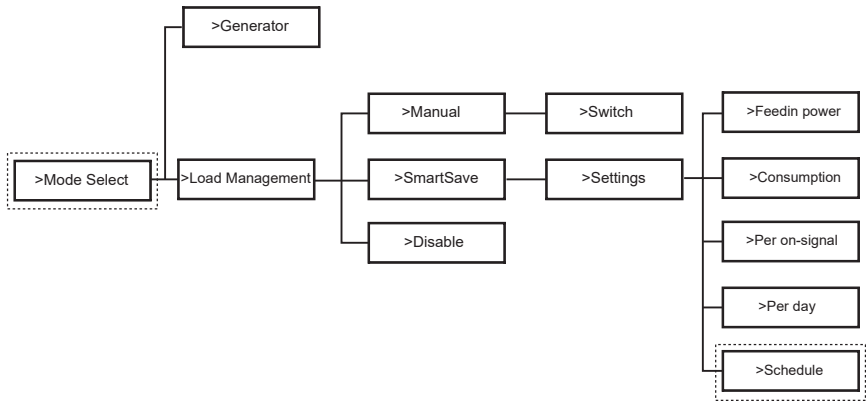 >Generator
>Manual
>Switch
>Feedin power
>Mode Select
>Load Management
>SmartSave
>Settings
>Consumption
>Disable
>Per on-signal
>Per day
>Schedule